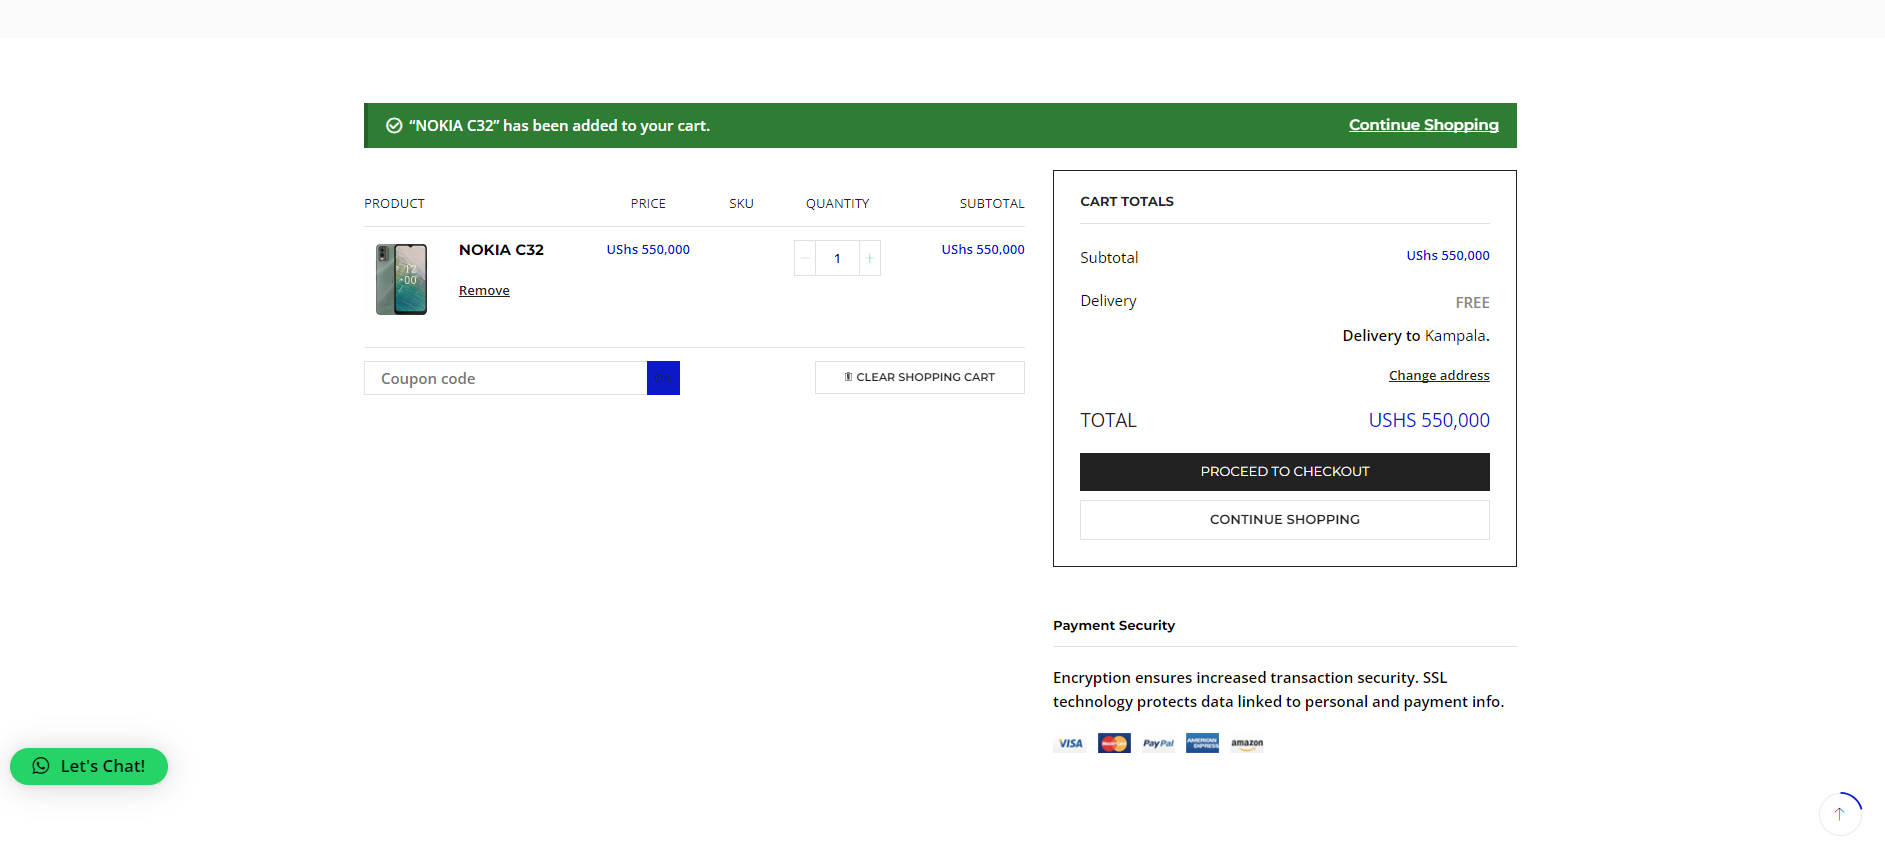 “NOKIA C32” has been added to your cart.
Continue Shopping
PRODUCT PRICE SKU QUANTITY SUBTOTAL
NOKIA C32 UShs 550,000 1 UShs 550,000
Remove
Coupon code
CLEAR SHOPPING CART
CART TOTALS
Subtotal UShs 550,000
Delivery FREE
Delivery to Kampala.
Change address
TOTAL USHS 550,000
PROCEED TO CHECKOUT
CONTINUE SHOPPING
Payment Security
Encryption ensures increased transaction security. SSL
technology protects data linked to personal and payment info.
VISA MasterCard PayPal AMERICAN EXPRESS amazon
Let's Chat!